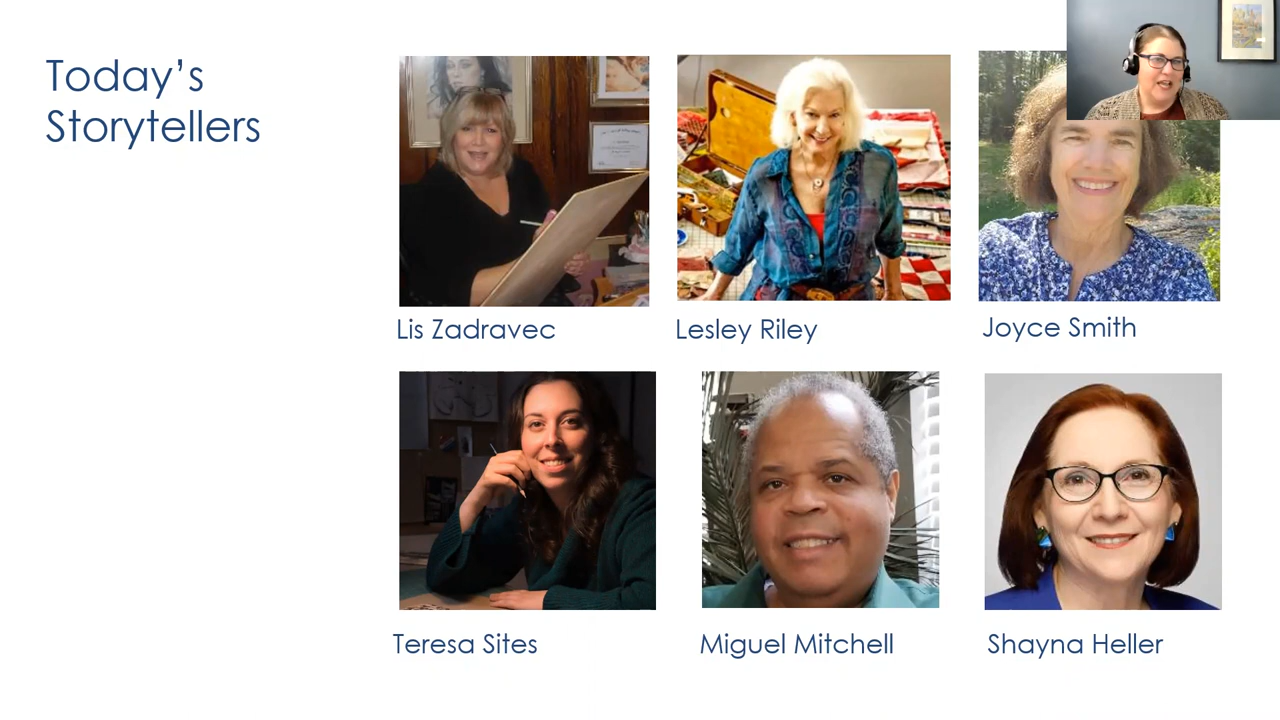 Today's
Storytellers
Lis Zadravec
Lesley Riley
Joyce Smith
Teresa Sites
Miguel Mitchell
Shayna Heller